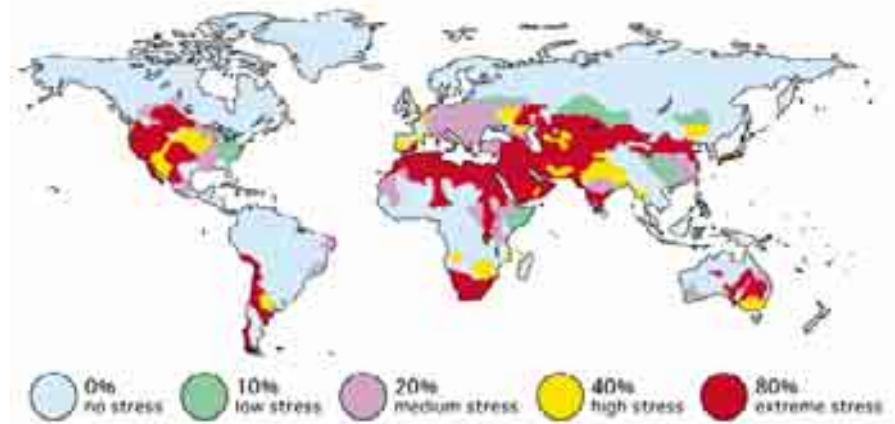 0%
no stress
10%
low stress
20%
medium stress
40%
high stress
80%
extreme stress